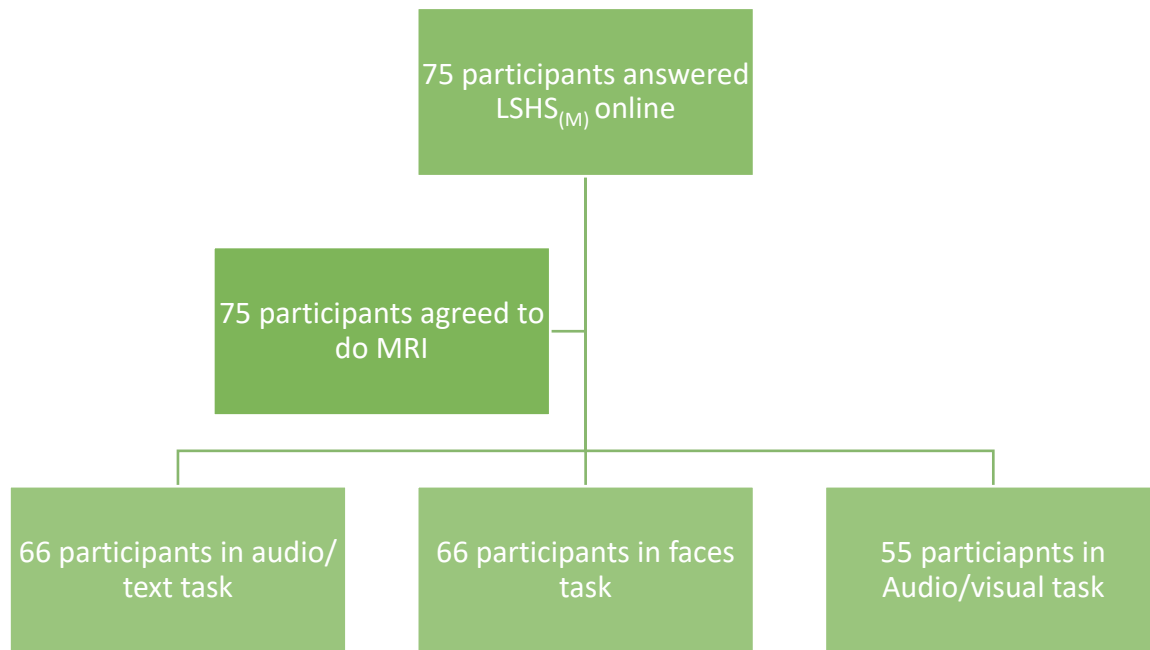 75 participants answered
LSHS(M) online
75 participants agreed to
do MRI
66 participants in audio/
text task
66 participants in faces
task
55 particiapnts in
Audio/visual task